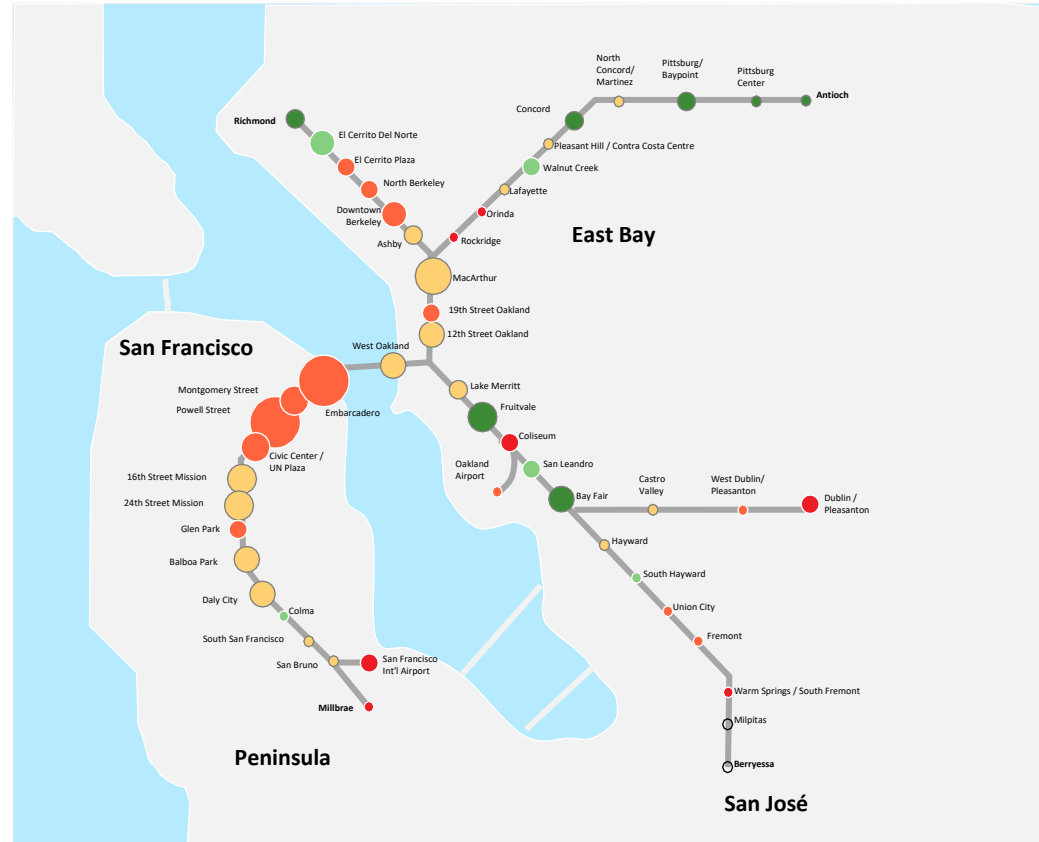 North
Concord/
Martinez
Pittsburg/
Baypoint
Pittsburg
Center
Antioch
Concord
Richmond
El Cerrito Del Norte
Pleasant Hill / Contra Costa Centre
El Cerrito Plaza
Walnut Creek
North Berkeley
Lafayette
Downtown
Berkeley
Orinda
Ashby
Rockridge
East Bay
MacArthur
19th Street Oakland
12th Street Oakland
San Francisco
West Oakland
Montgomery Street
Lake Merritt
Powell Street
Embarcadero
Fruitvale
Coliseum
Civic Center /
UN Plaza
Oakland
Airport
San Leandro
16th Street Mission
24th Street Mission
Bay Fair
Castro
Valley
West Dublin/
Pleasanton
Dublin /
Pleasanton
Glen Park
Hayward
Balboa Park
South Hayward
Daly City
Colma
Union City
South San Francisco
Fremont
San Bruno
San Francisco
Int'l Airport
Warm Springs / South Fremont
Millbrae
Milpitas
Peninsula
Berryessa
San José